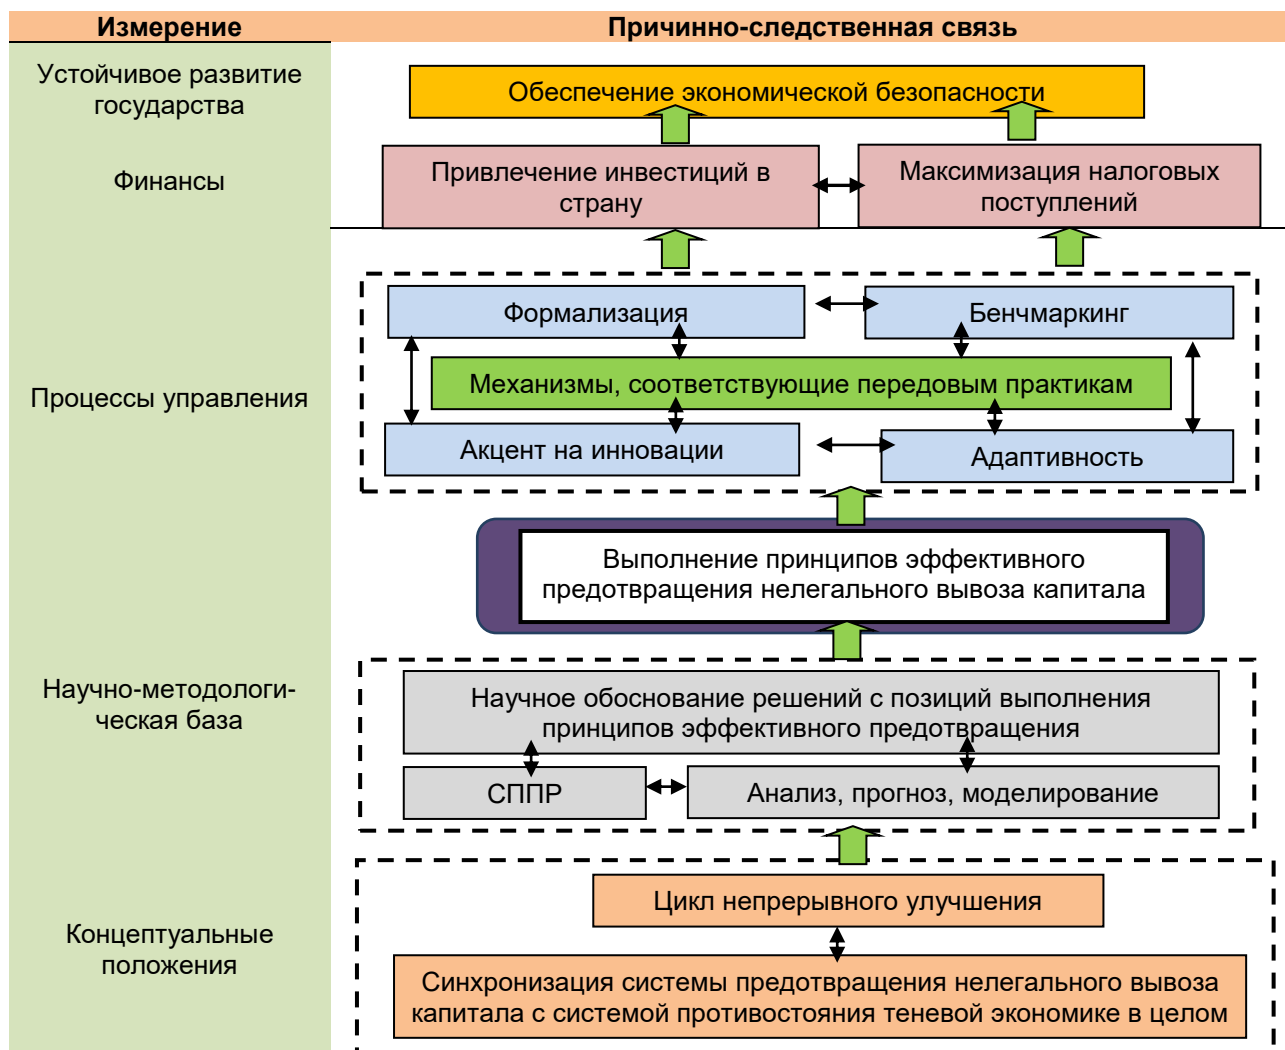 Измерение
Причинно-следственная связь
Устойчивое развитие
государства
Обеспечение экономической безопасности
Финансы
Привлечение инвестиций в
страну
Максимизация налоговых
поступлений
Процессы управления
Формализация
Бенчмаркинг
Механизмы, соответствующие передовым практикам
Акцент на инновации
Адаптивность
Выполнение принципов эффективного
предотвращения нелегального вывоза капитала
Научно-методологи-
ческая база
Научное обоснование решений с позиций выполнения
принципов эффективного предотвращения
СППР
Анализ, прогноз, моделирование
Концептуальные
положения
Цикл непрерывного улучшения
Синхронизация системы предотвращения нелегального вывоза
капитала с системой противостояния теневой экономике в целом